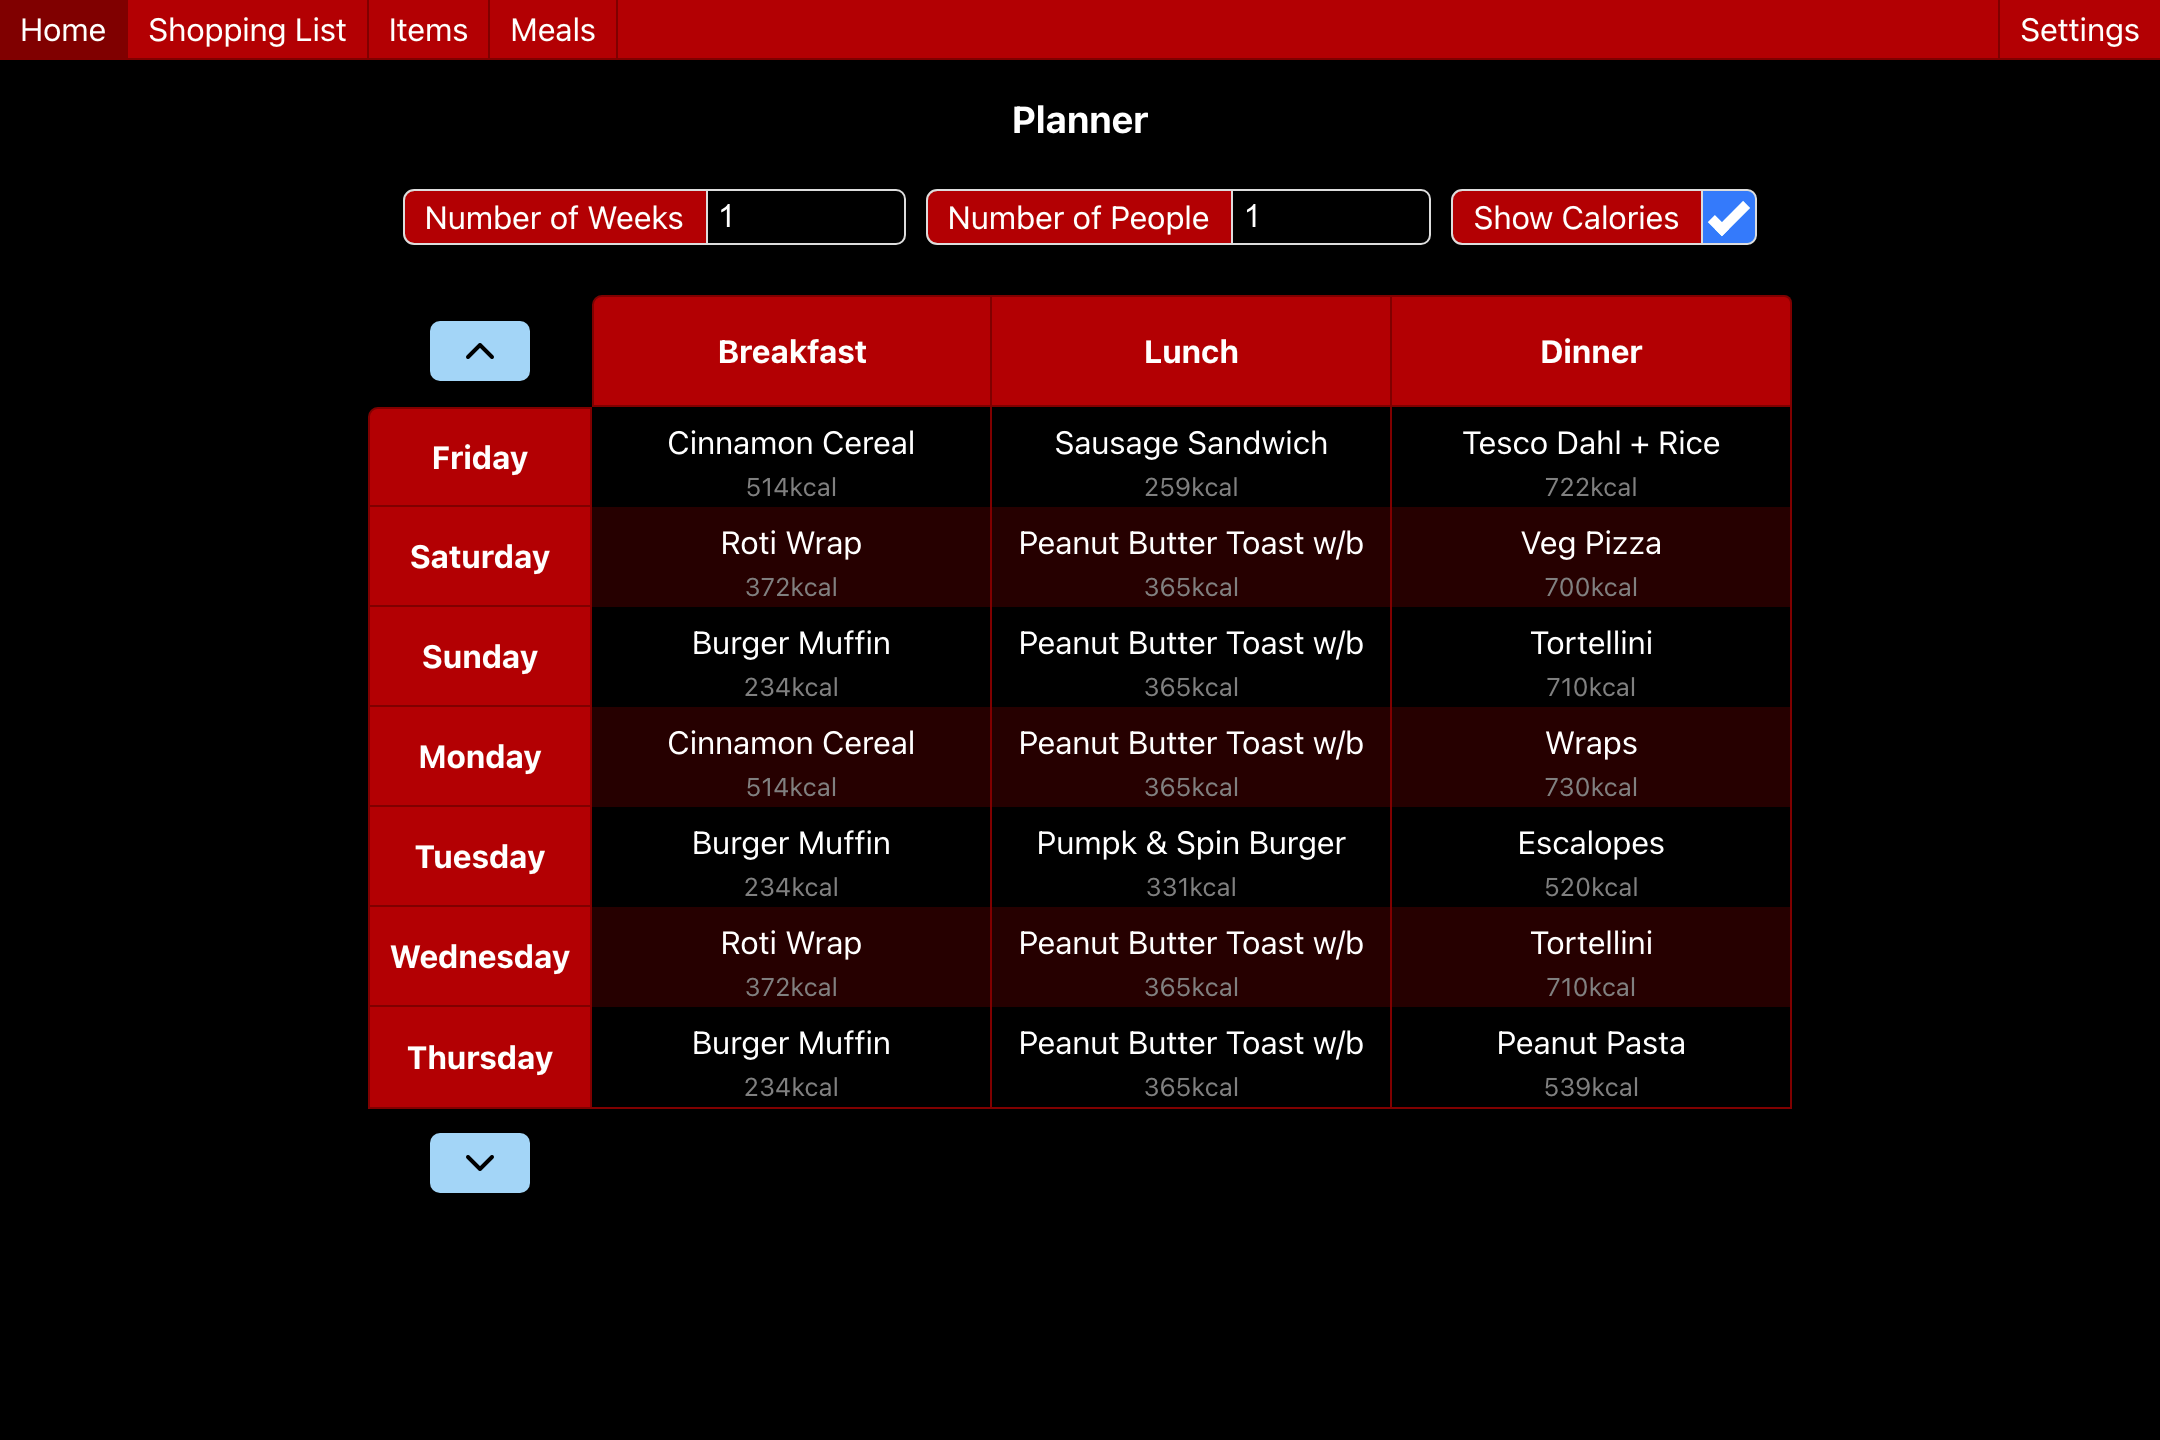 Home Shopping List Items Meals Settings
Planner
Number of Weeks 1 Number of People 1 Show Calories
Breakfast Lunch Dinner
Friday Cinnamon Cereal Sausage Sandwich Tesco Dahl + Rice
514kcal 259kcal 722kcal
Saturday Roti Wrap Peanut Butter Toast w/b Veg Pizza
372kcal 365kcal 700kcal
Sunday Burger Muffin Peanut Butter Toast w/b Tortellini
234kcal 365kcal 710kcal
Monday Cinnamon Cereal Peanut Butter Toast w/b Wraps
514kcal 365kcal 730kcal
Tuesday Burger Muffin Pumpk & Spin Burger Escalopes
234kcal 331kcal 520kcal
Wednesday Roti Wrap Peanut Butter Toast w/b Tortellini
372kcal 365kcal 710kcal
Thursday Burger Muffin Peanut Butter Toast w/b Peanut Pasta
234kcal 365kcal 539kcal